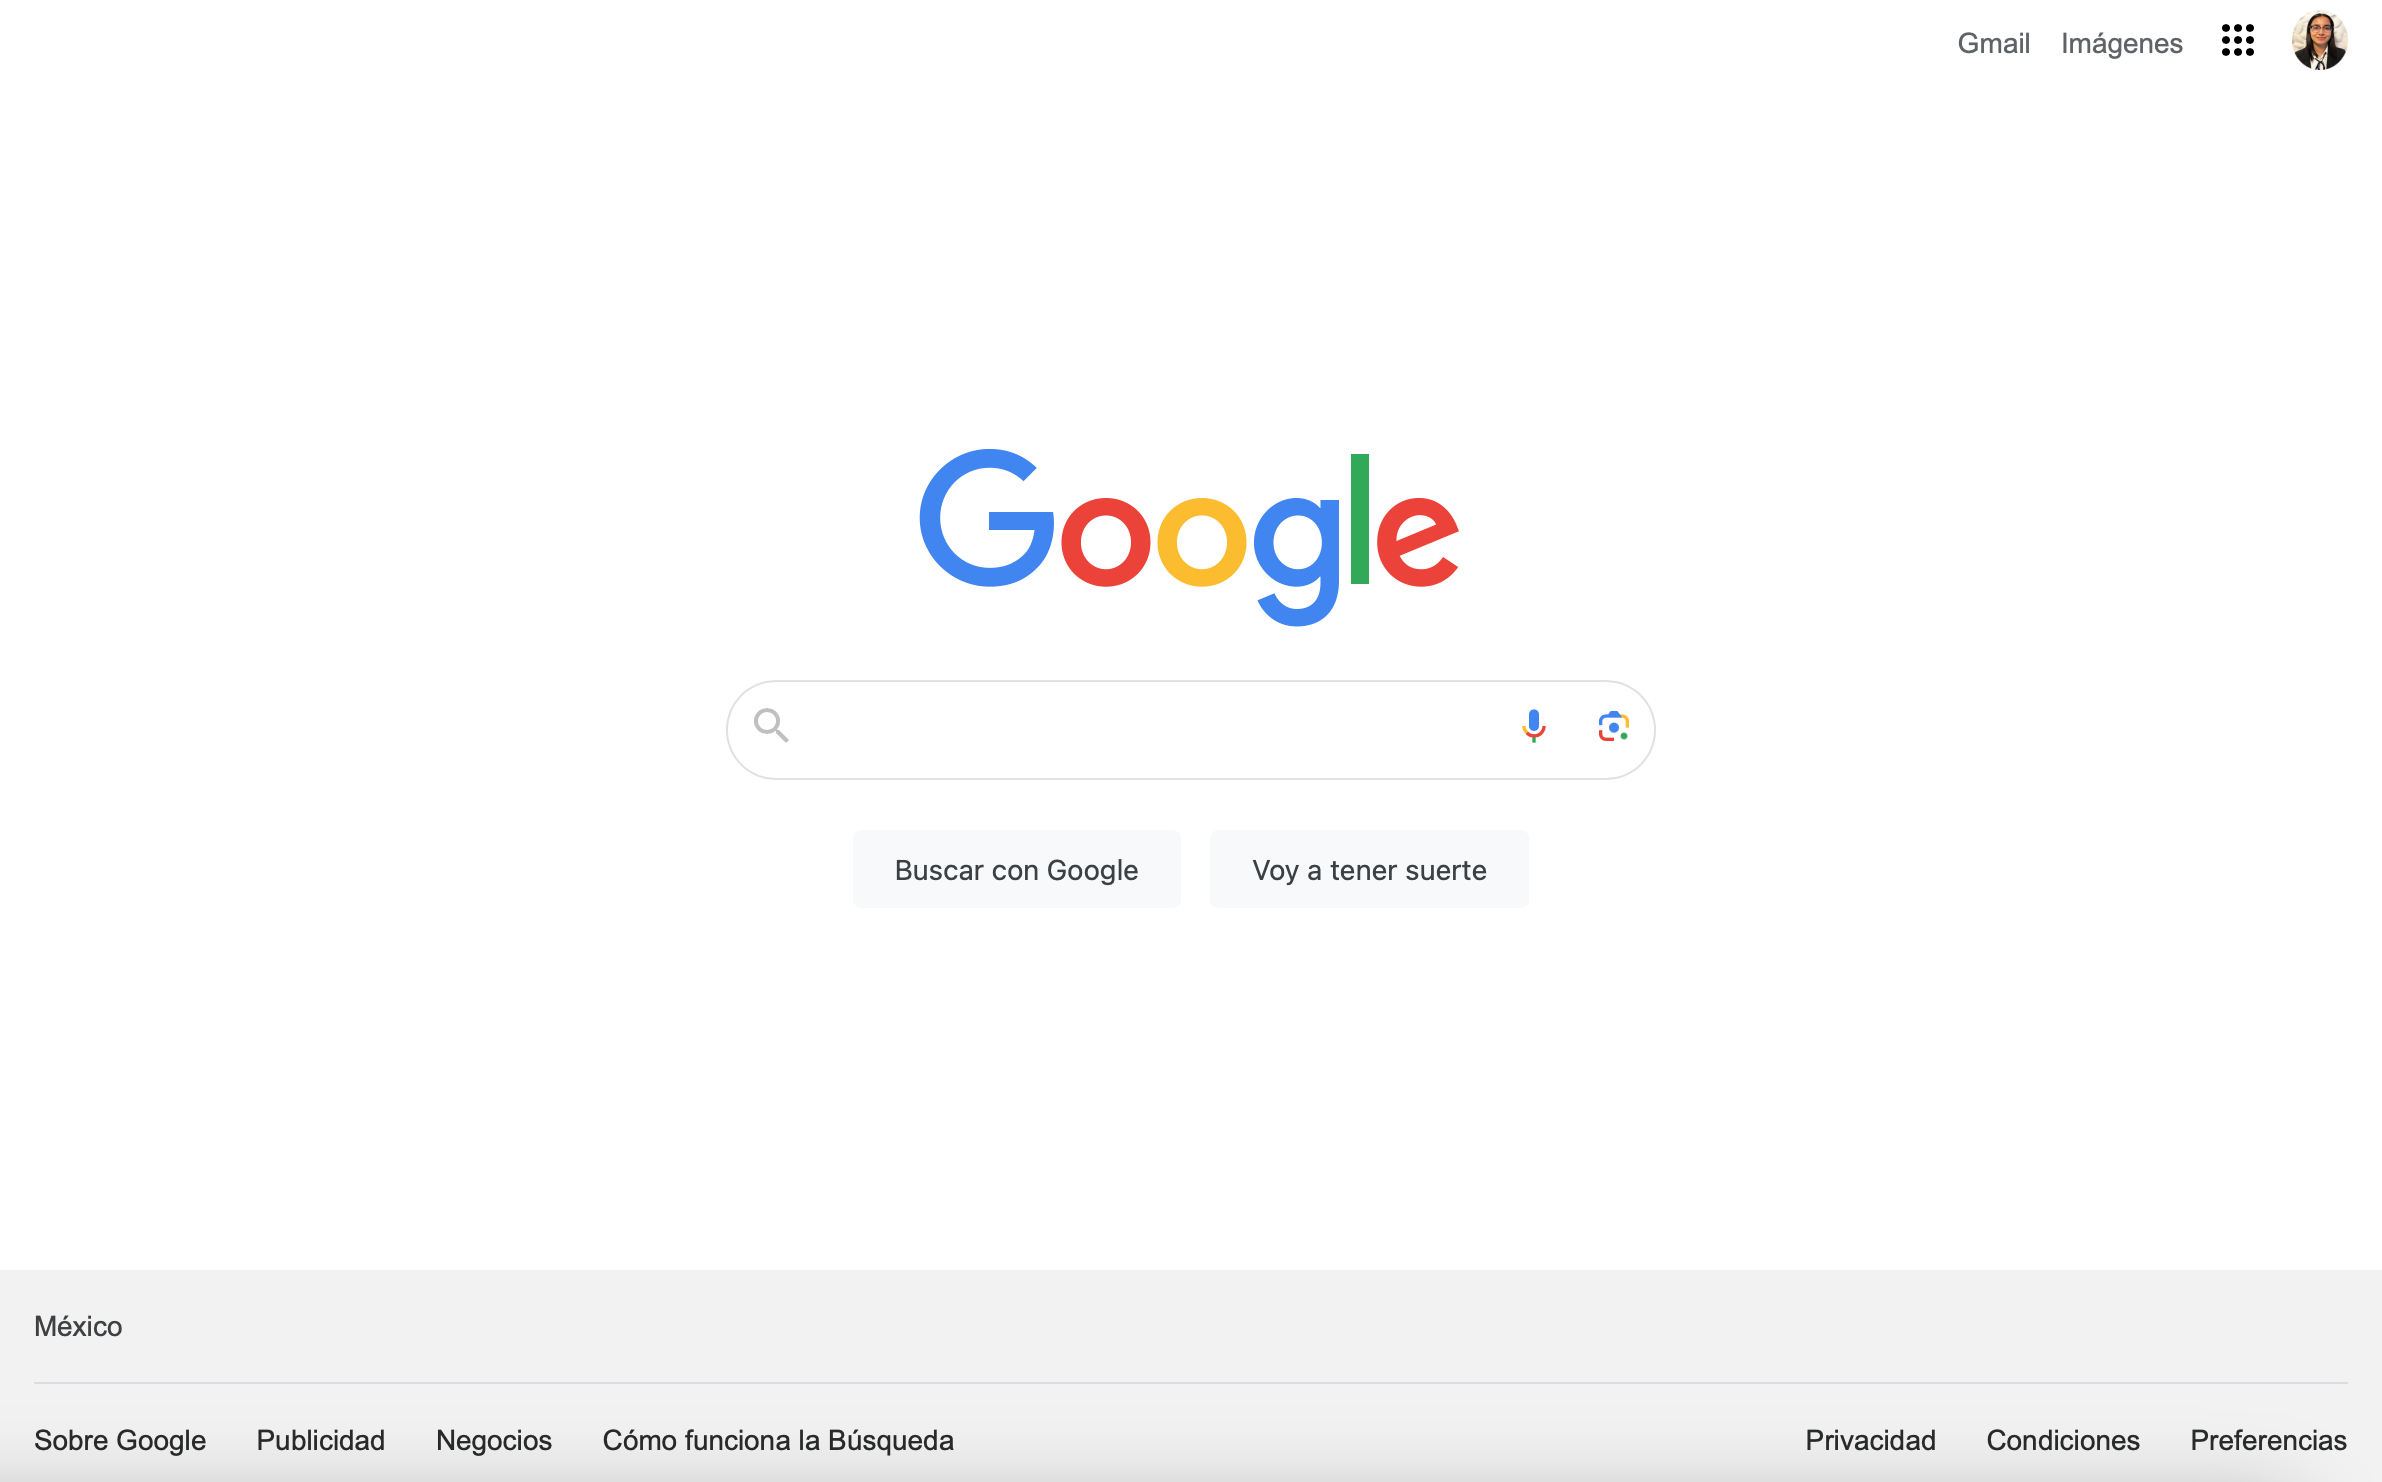 Gmail Imágenes
Google
Buscar con Google Voy a tener suerte
México
Sobre Google Publicidad Negocios Cómo funciona la Búsqueda Privacidad Condiciones Preferencias